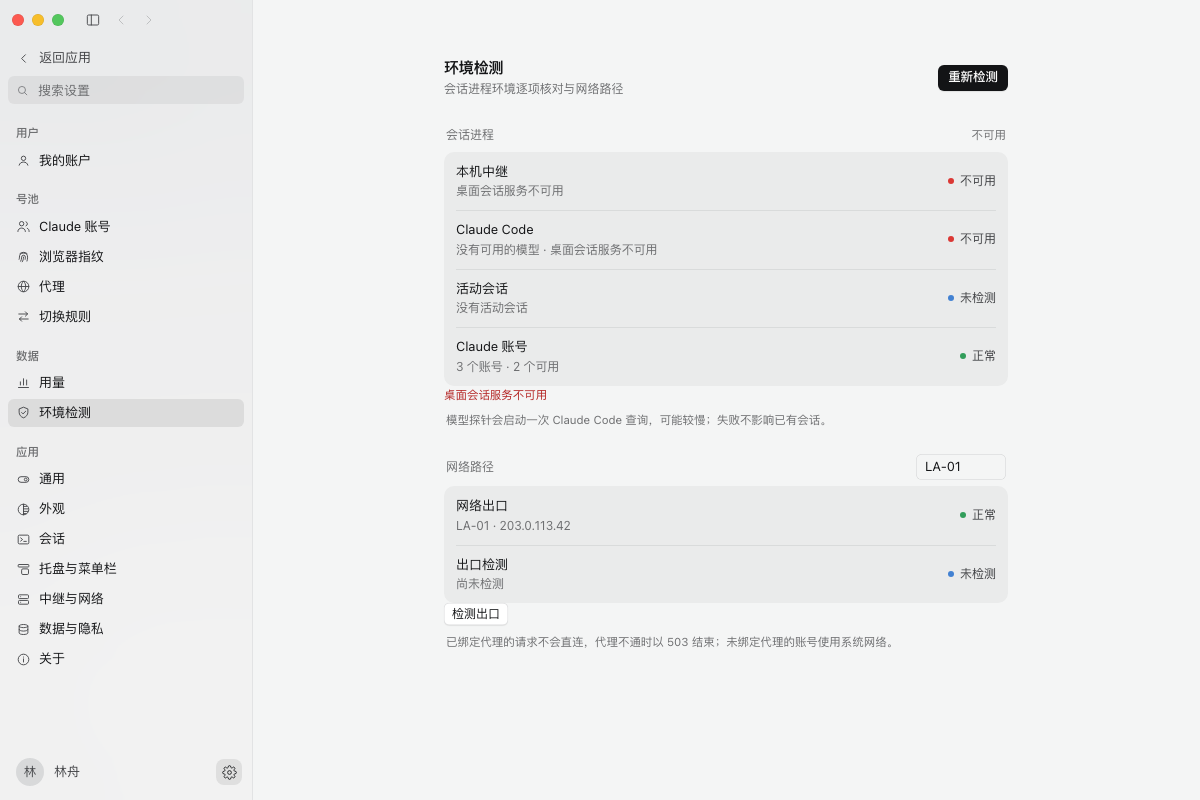 返回应用
搜索设置
用户
我的账户
号池
Claude 账号
浏览器指纹
代理
切换规则
数据
用量
环境检测
应用
通用
外观
会话
托盘与菜单栏
中继与网络
数据与隐私
关于
林 林舟
环境检测
会话进程环境逐项核对与网络路径
重新检测
会话进程 不可用
本机中继
桌面会话服务不可用
不可用
Claude Code
没有可用的模型 · 桌面会话服务不可用
不可用
活动会话
没有活动会话
未检测
Claude 账号
3 个账号 · 2 个可用
正常
桌面会话服务不可用
模型探针会启动一次 Claude Code 查询，可能较慢；失败不影响已有会话。
网络路径 LA-01
网络出口
LA-01 · 203.0.113.42
正常
出口检测
尚未检测
未检测
检测出口
已绑定代理的请求不会直连，代理不通时以 503 结束；未绑定代理的账号使用系统网络。